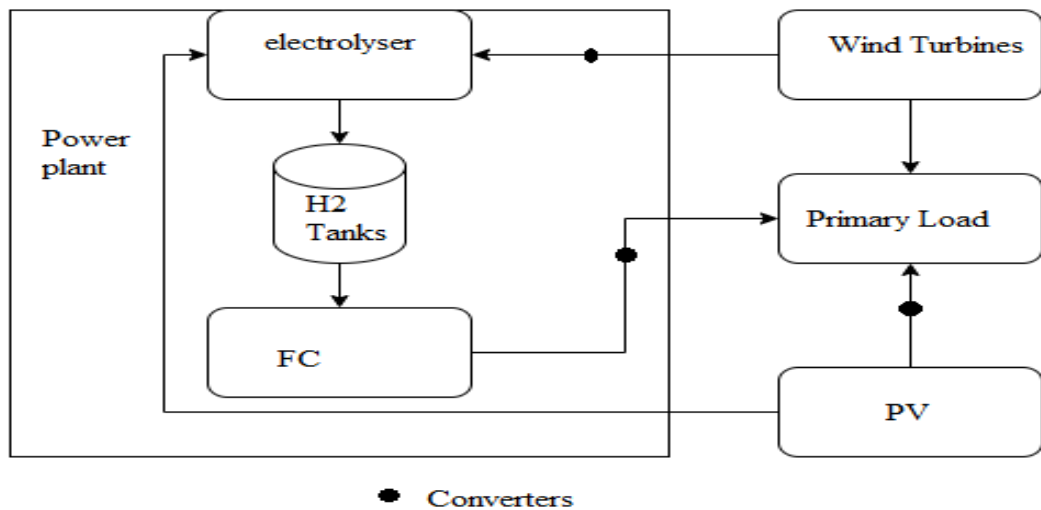 electrolyser
Wind Turbines
Power
plant
H2
Tanks
Primary Load
FC
PV
Converters